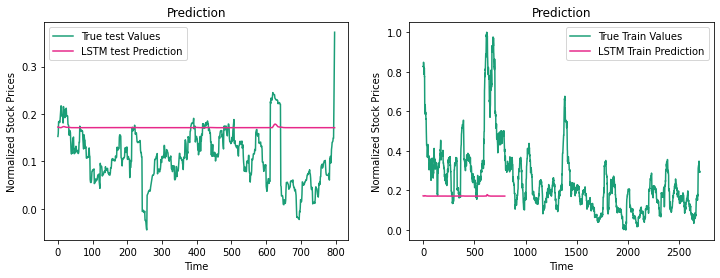 Prediction
True test Values
LSTM test Prediction
0.3
0.2
0.1
0.0
Normalized Stock Prices
0 100 200 300 400 500 600 700 800
Time
Prediction
True Train Values
LSTM Train Prediction
1.0
0.8
0.6
0.4
0.2
0.0
Normalized Stock Prices
0 500 1000 1500 2000 2500
Time